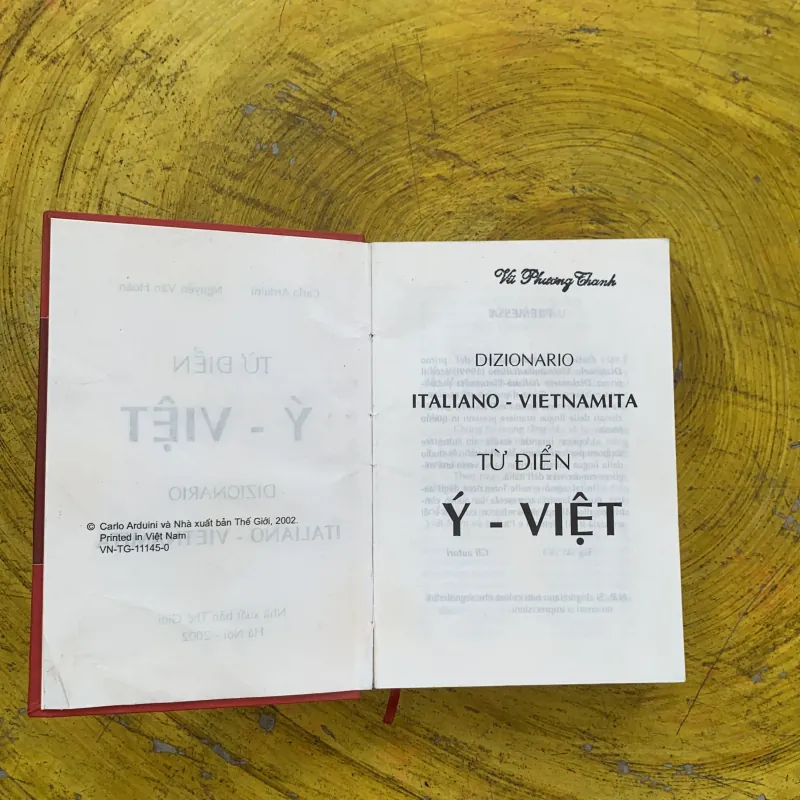 © Carlo Arduini và Nhà xuất bản Thế Giới, 2002.
Printed in Việt Nam
VN-TG-11145-0
Vũ Phương Thanh
DIZIONARIO
ITALIANO - VIETNAMITA
TỪ ĐIỂN
Ý - VIỆT